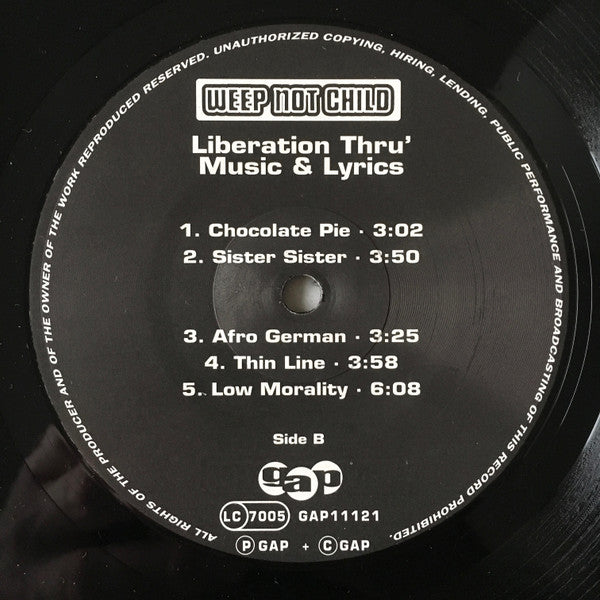 ALL RIGHTS OF THE PRODUCER AND OF THE OWNER OF THE WORK REPRODUCED RESERVED. UNAUTHORIZED COPYING, HIRING, LENDING, PUBLIC PERFORMANCE AND BROADCASTING OF THIS RECORD PROHIBITED.
WEEP NOT CHILD
Liberation Thru'
Music & Lyrics
1. Chocolate Pie · 3:02
2. Sister Sister · 3:50
3. Afro German · 3:25
4. Thin Line · 3:58
5. Low Morality · 6:08
Side B
gap
LC 7005 GAP11121
Ⓟ GAP + Ⓒ GAP